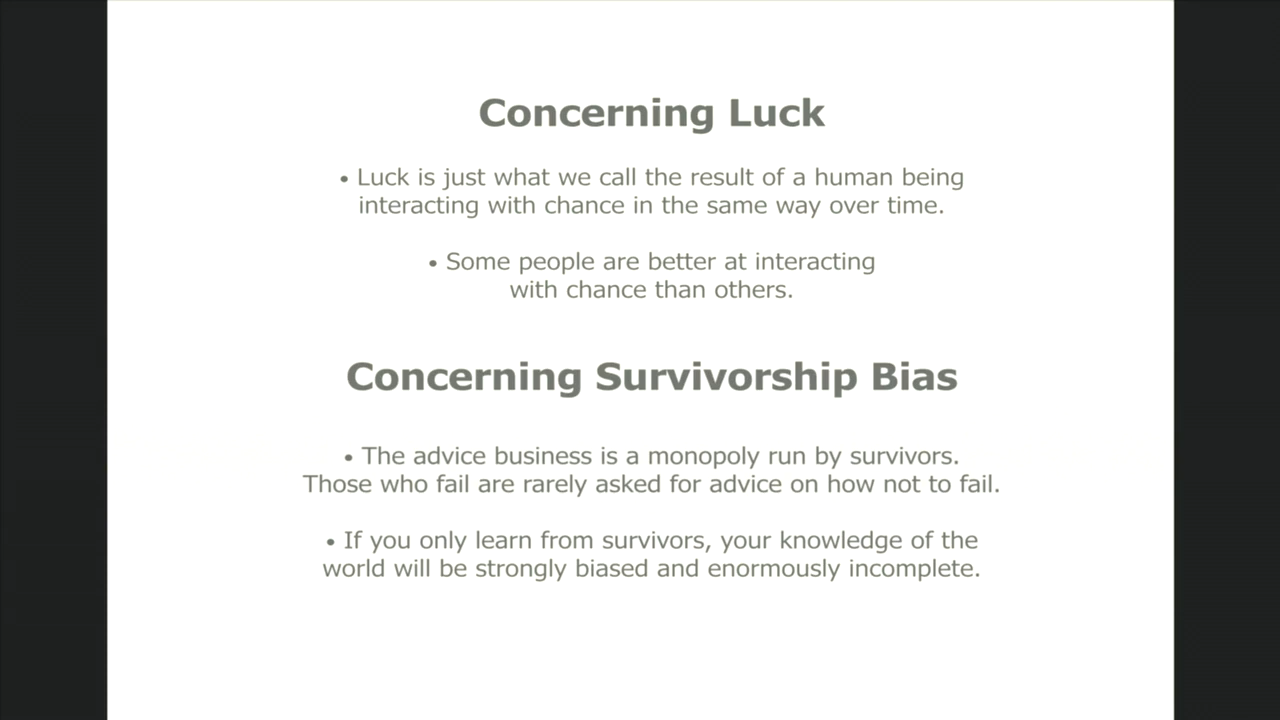 Concerning Luck
• Luck is just what we call the result of a human being
interacting with chance in the same way over time.
• Some people are better at interacting
with chance than others.
Concerning Survivorship Bias
• The advice business is a monopoly run by survivors.
Those who fail are rarely asked for advice on how not to fail.
• If you only learn from survivors, your knowledge of the
world will be strongly biased and enormously incomplete.